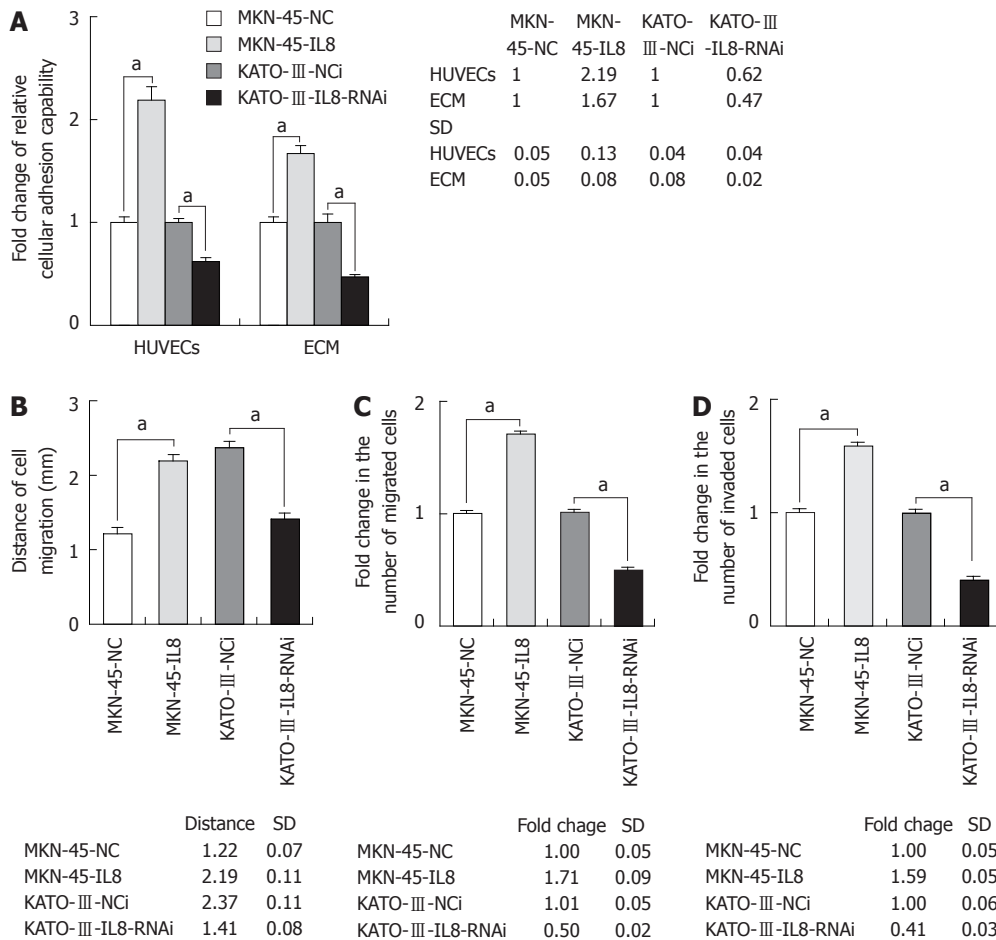 A
Fold of change of relative
cellular adhesion capability
3
2
1
0
MKN-45-NC
MKN-45-IL8
KATO-Ⅲ-NCi
KATO-Ⅲ-IL8-RNAi
a
a
a
a
HUVECs
ECM
MKN-
45-NC
MKN-
45-IL8
KATO-
Ⅲ-NCi
KATO-Ⅲ
-IL8-RNAi
HUVECs 1 2.19 1 0.62
ECM 1 1.67 1 0.47
SD
HUVECs 0.05 0.13 0.04 0.04
ECM 0.05 0.08 0.08 0.02
B
Distance of cell
migration (mm)
3
2
1
0
a
a
MKN-45-NC
MKN-45-IL8
KATO-Ⅲ-NCi
KATO-Ⅲ-IL8-RNAi
Distance SD
MKN-45-NC 1.22 0.07
MKN-45-IL8 2.19 0.11
KATO-Ⅲ-NCi 2.37 0.11
KATO-Ⅲ-IL8-RNAi 1.41 0.08
C
Fold change in the
number of migrated cells
2
1
0
a
a
MKN-45-NC
MKN-45-IL8
KATO-Ⅲ-NCi
KATO-Ⅲ-IL8-RNAi
Fold chage SD
MKN-45-NC 1.00 0.05
MKN-45-IL8 1.71 0.09
KATO-Ⅲ-NCi 1.01 0.05
KATO-Ⅲ-IL8-RNAi 0.50 0.02
D
Fold change in the
number of invaded cells
2
1
0
a
a
MKN-45-NC
MKN-45-IL8
KATO-Ⅲ-NCi
KATO-Ⅲ-IL8-RNAi
Fold chage SD
MKN-45-NC 1.00 0.05
MKN-45-IL8 1.59 0.05
KATO-Ⅲ-NCi 1.00 0.06
KATO-Ⅲ-IL8-RNAi 0.41 0.03